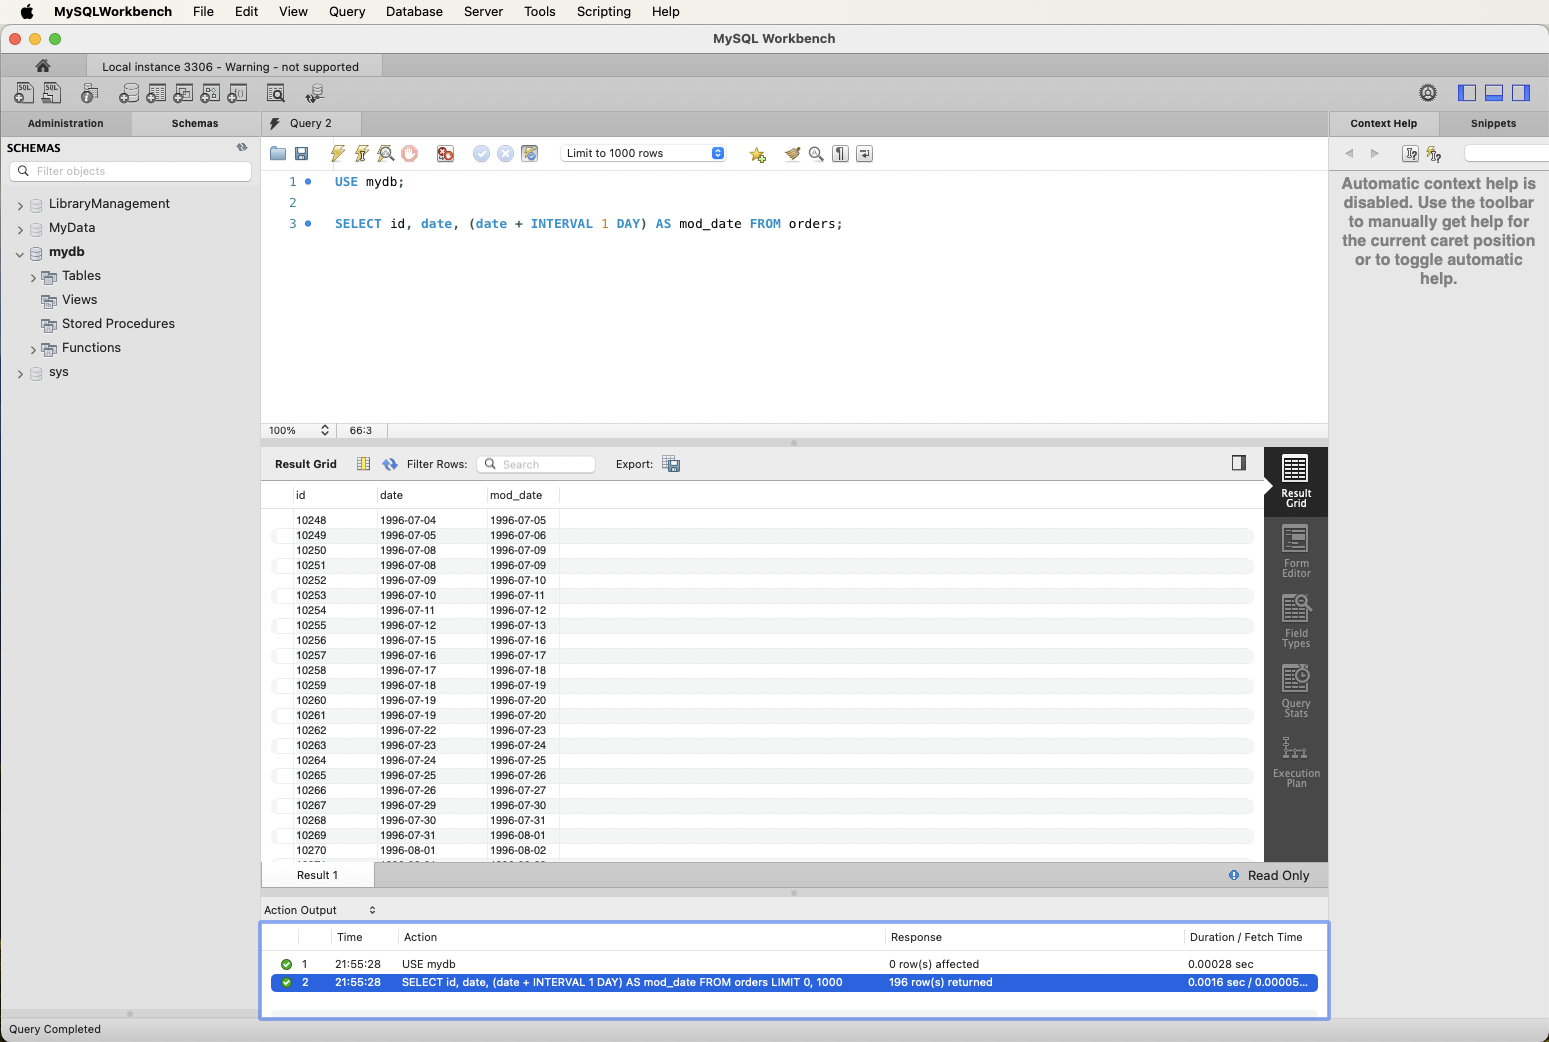 MySQLWorkbench File Edit View Query Database Server Tools Scripting Help
MySQL Workbench
Local instance 3306 - Warning - not supported
Administration Schemas
Query 2
Context Help Snippets
SCHEMAS
Filter objects
LibraryManagement
MyData
mydb
Tables
Views
Stored Procedures
Functions
sys
Limit to 1000 rows
1 USE mydb;
2
3 SELECT id, date, (date + INTERVAL 1 DAY) AS mod_date FROM orders;
100% 66:3
Automatic context help is
disabled. Use the toolbar
to manually get help for
the current caret position
or to toggle automatic
help.
Result Grid Filter Rows: Search Export:
id date mod_date
10248 1996-07-04 1996-07-05
10249 1996-07-05 1996-07-06
10250 1996-07-08 1996-07-09
10251 1996-07-08 1996-07-09
10252 1996-07-09 1996-07-10
10253 1996-07-10 1996-07-11
10254 1996-07-11 1996-07-12
10255 1996-07-12 1996-07-13
10256 1996-07-15 1996-07-16
10257 1996-07-16 1996-07-17
10258 1996-07-17 1996-07-18
10259 1996-07-18 1996-07-19
10260 1996-07-19 1996-07-20
10261 1996-07-19 1996-07-20
10262 1996-07-22 1996-07-23
10263 1996-07-23 1996-07-24
10264 1996-07-24 1996-07-25
10265 1996-07-25 1996-07-26
10266 1996-07-26 1996-07-27
10267 1996-07-29 1996-07-30
10268 1996-07-30 1996-07-31
10269 1996-07-31 1996-08-01
10270 1996-08-01 1996-08-02
Result
Grid
Form
Editor
Field
Types
Query
Stats
Execution
Plan
Result 1
Read Only
Action Output
Time Action Response Duration / Fetch Time
1 21:55:28 USE mydb 0 row(s) affected 0.00028 sec
2 21:55:28 SELECT id, date, (date + INTERVAL 1 DAY) AS mod_date FROM orders LIMIT 0, 1000 196 row(s) returned 0.0016 sec / 0.00005...
Query Completed